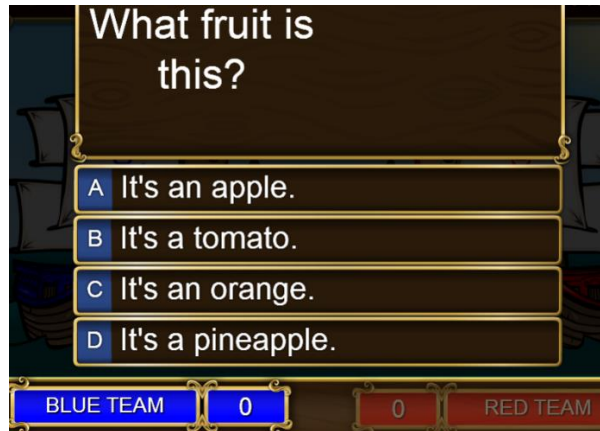 What fruit is
this?
A It's an apple.
B It's a tomato.
C It's an orange.
D It's a pineapple.
BLUE TEAM 0 0 RED TEAM